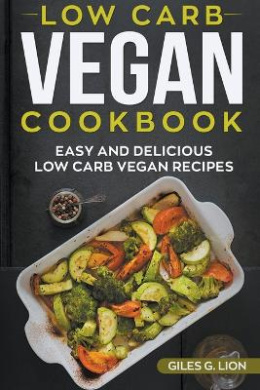 LOW CARB
VEGAN
COOKBOOK
EASY AND DELICIOUS
LOW CARB VEGAN RECIPES
GILES G. LION